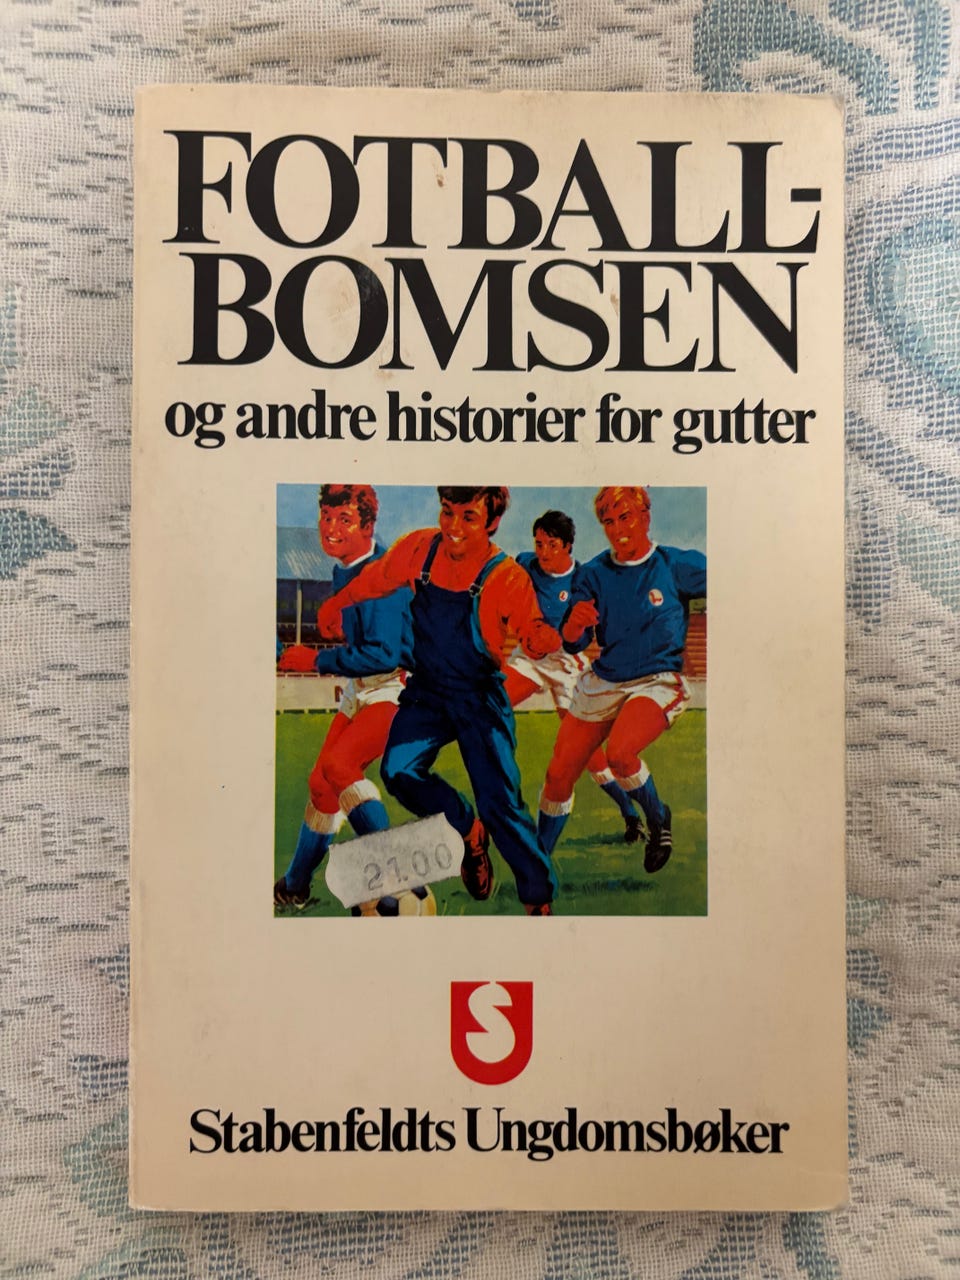 FOTBALL-
BOMSEN
og andre historier for gutter
21.00
S
Stabenfeldts Ungdomsbøker